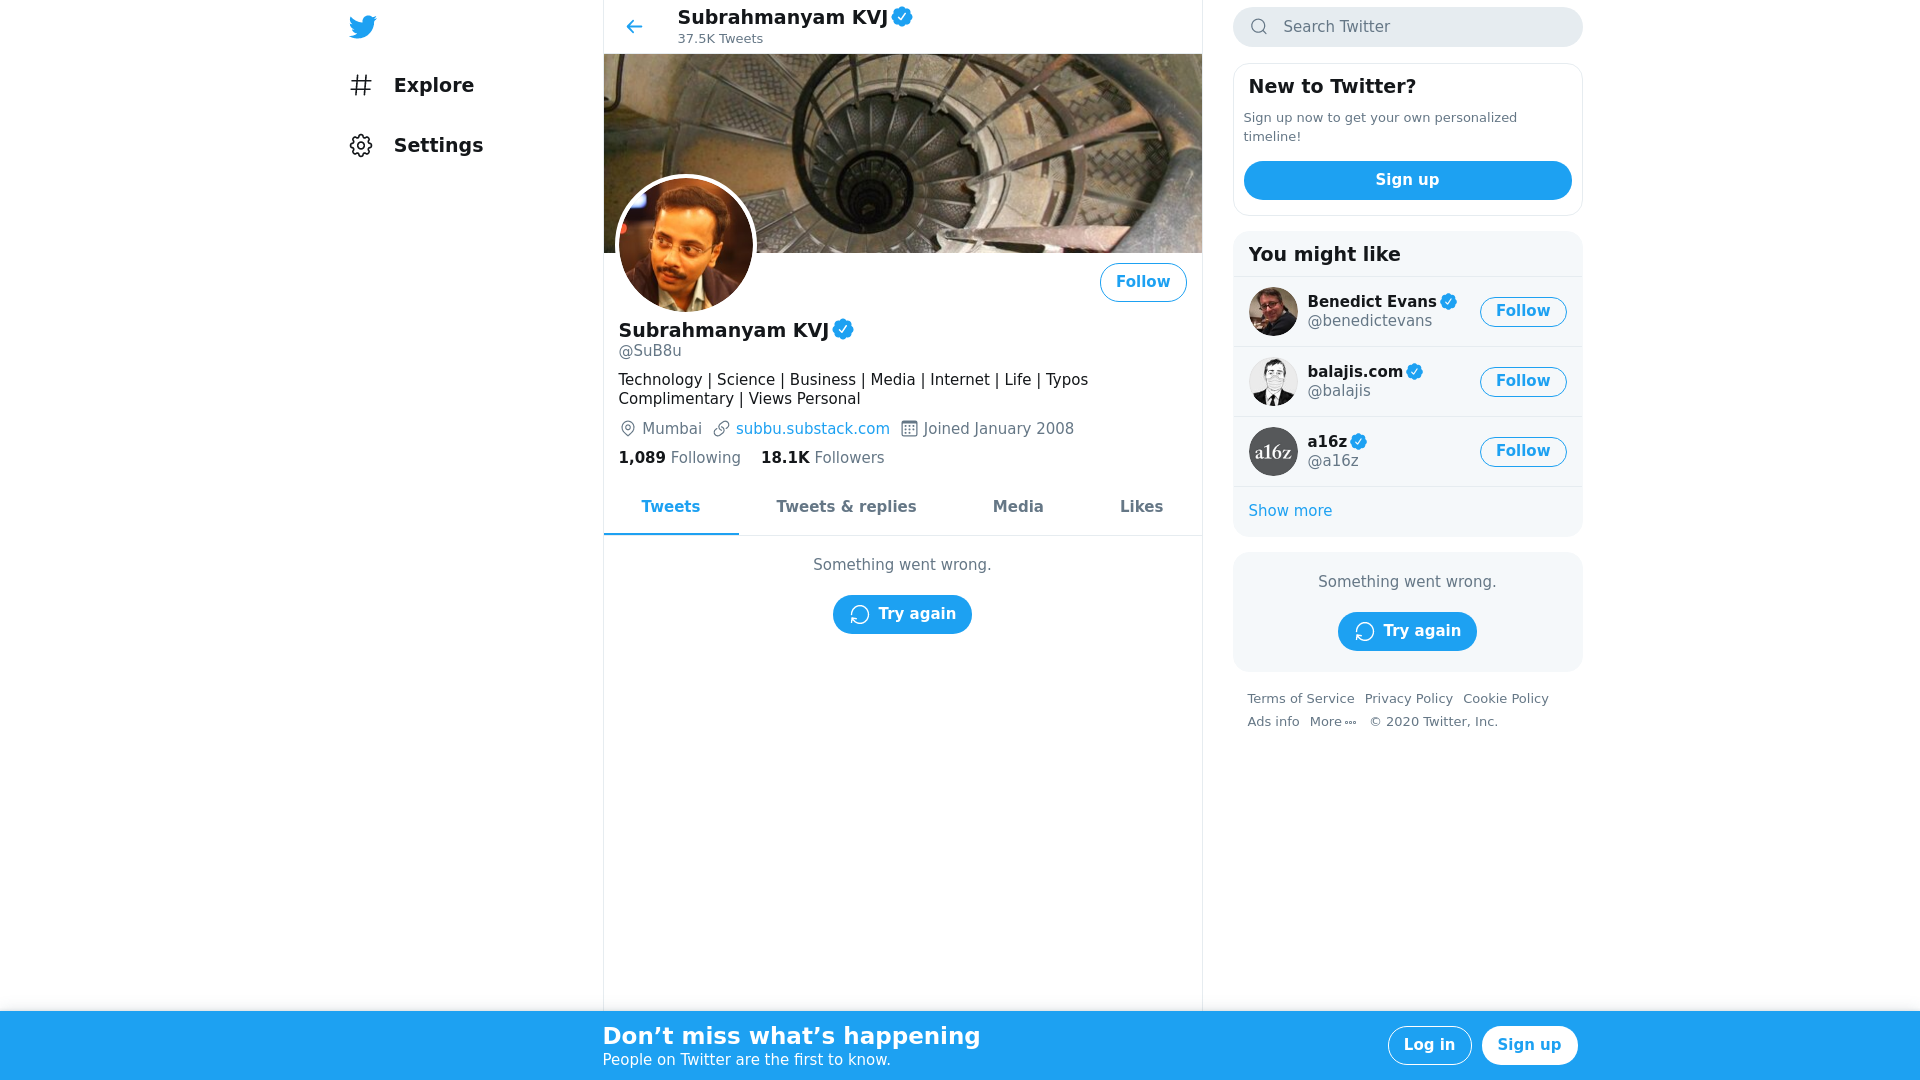 Explore
Settings
Subrahmanyam KVJ
37.5K Tweets
Follow
Subrahmanyam KVJ
@SuB8u
Technology | Science | Business | Media | Internet | Life | Typos
Complimentary | Views Personal
Mumbai subbu.substack.com Joined January 2008
1,089 Following 18.1K Followers
Tweets Tweets & replies Media Likes
Something went wrong.
Try again
Search Twitter
New to Twitter?
Sign up now to get your own personalized
timeline!
Sign up
You might like
Benedict Evans
@benedictevans
Follow
balajis.com
@balajis
Follow
a16z
a16z
@a16z
Follow
Show more
Something went wrong.
Try again
Terms of Service Privacy Policy Cookie Policy
Ads info More © 2020 Twitter, Inc.
Don’t miss what’s happening
People on Twitter are the first to know.
Log in Sign up